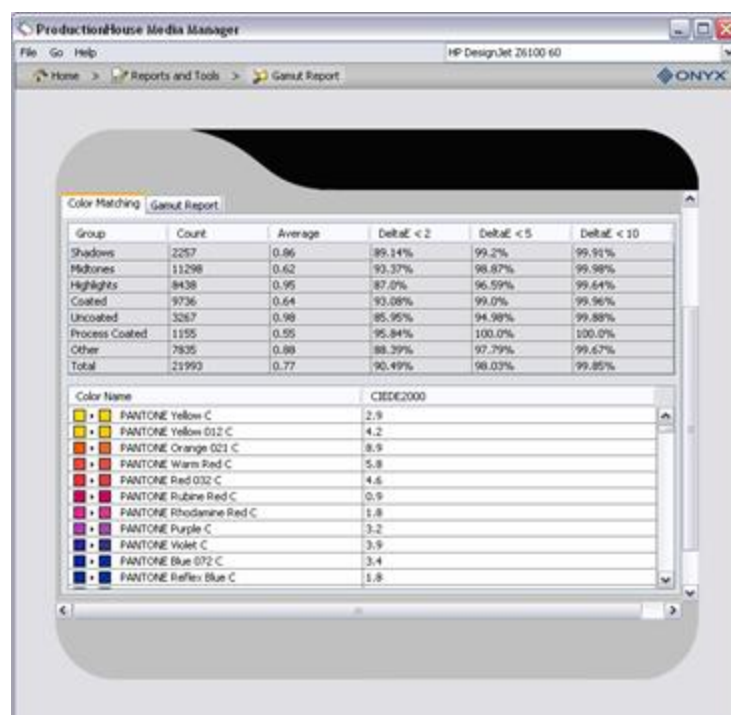 ProductionHouse Media Manager
File Go Help HP DesignJet Z6100 60
Home > Reports and Tools > Gamut Report ONYX
Color Matching Gamut Report
Group Count Average DeltaE < 2 DeltaE < 5 DeltaE < 10
Shadows 2257 0.86 89.14% 99.2% 99.91%
Midtones 11298 0.62 93.37% 98.87% 99.98%
Highlights 8438 0.95 87.0% 96.59% 99.64%
Coated 9736 0.64 93.08% 99.0% 99.96%
Uncoated 3267 0.98 85.95% 94.98% 99.88%
Process Coated 1155 0.55 95.84% 100.0% 100.0%
Other 7835 0.88 88.39% 97.79% 99.67%
Total 21993 0.77 90.49% 98.03% 99.85%
Color Name CIEDE2000
PANTONE Yellow C 2.9
PANTONE Yellow 012 C 4.2
PANTONE Orange 021 C 8.9
PANTONE Warm Red C 5.8
PANTONE Red 032 C 4.6
PANTONE Rubine Red C 0.9
PANTONE Rhodamine Red C 1.8
PANTONE Purple C 3.2
PANTONE Violet C 3.9
PANTONE Blue 072 C 3.4
PANTONE Reflex Blue C 1.8